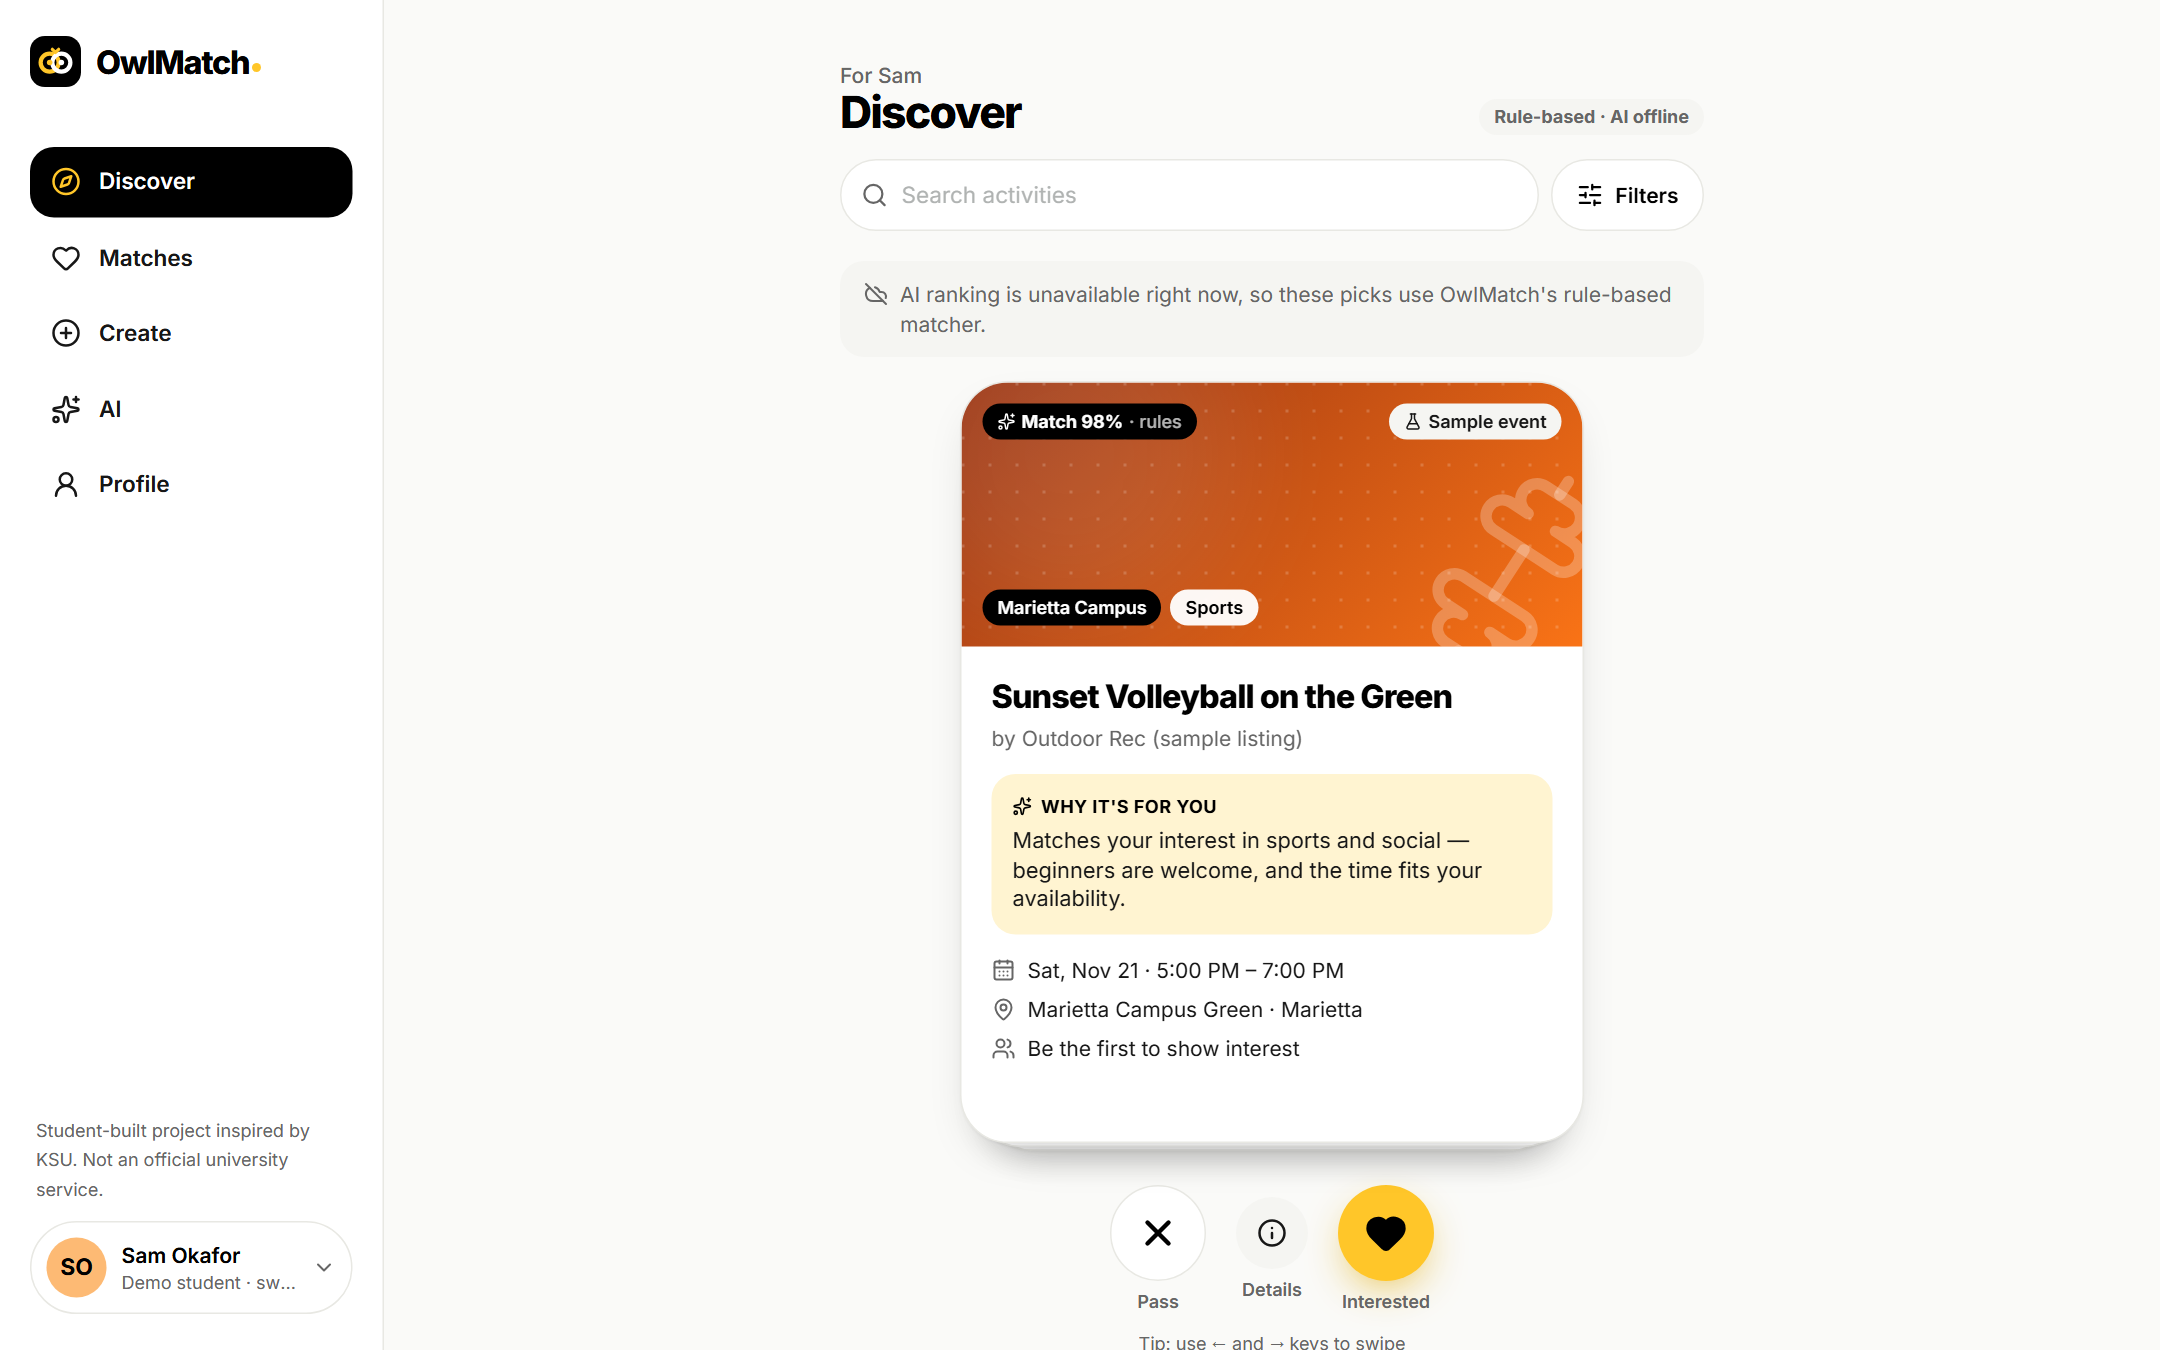 OwlMatch.
Discover
Matches
Create
AI
Profile
Student-built project inspired by
KSU. Not an official university
service.
SO
Sam Okafor
Demo student · sw...
For Sam
Discover
Rule-based · AI offline
Search activities
Filters
AI ranking is unavailable right now, so these picks use OwlMatch's rule-based
matcher.
Match 98% · rules
Sample event
Marietta Campus
Sports
Sunset Volleyball on the Green
by Outdoor Rec (sample listing)
WHY IT'S FOR YOU
Matches your interest in sports and social —
beginners are welcome, and the time fits your
availability.
Sat, Nov 21 · 5:00 PM – 7:00 PM
Marietta Campus Green · Marietta
Be the first to show interest
Pass
Details
Interested
Tip: use ← and → keys to swipe